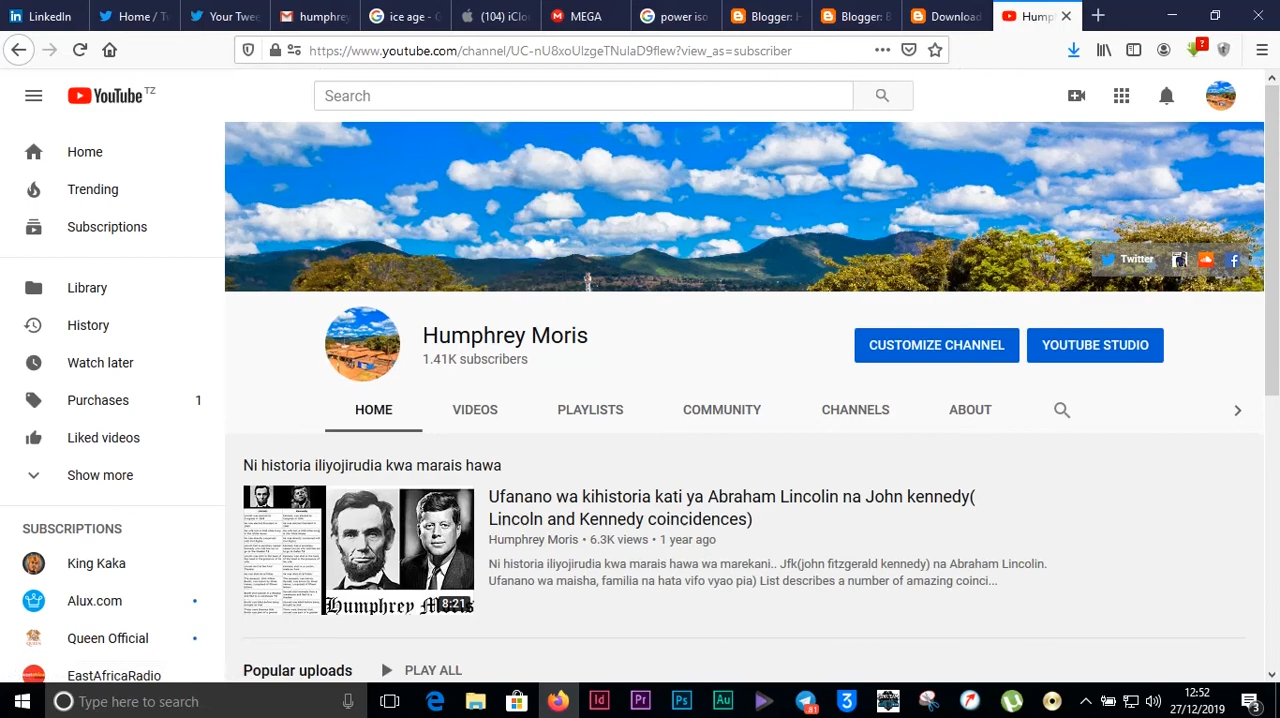 LinkedIn
Home / Tw
Your Twee
humphrey
ice age - G
(104) iClo
MEGA
power iso
Blogger: H
Blogger: B
Download
Humph
https://www.youtube.com/channel/UC-nU8xoUlzgeTNulaD9flew?view_as=subscriber
?
YouTube TZ
Search
Home
Trending
Subscriptions
Library
History
Watch later
Purchases 1
Liked videos
Show more
SUBSCRIPTIONS
King Kaka
Alux.com
Queen Official
EastAfricaRadio
Twitter
Humphrey Moris
1.41K subscribers
CUSTOMIZE CHANNEL
YOUTUBE STUDIO
HOME
VIDEOS
PLAYLISTS
COMMUNITY
CHANNELS
ABOUT
Ni historia iliyojirudia kwa marais hawa
Humphrey Moris
Ufanano wa kihistoria kati ya Abraham Lincoln na John kennedy(
Lincoln and Kennedy coincidences)
Humphrey Moris • 6.3K views • 1 year ago
Ni historia iliyojirudia kwa marais hawa wa marekani.. Jfk(john fitzgerald kennedy) na Abraham Lincoln.
Ufanano wa maisha, familia na hata vifo vyao pia) List describes a number of amazing coinci...
Popular uploads
PLAY ALL
Type here to search
81
12:52
27/12/2019
3